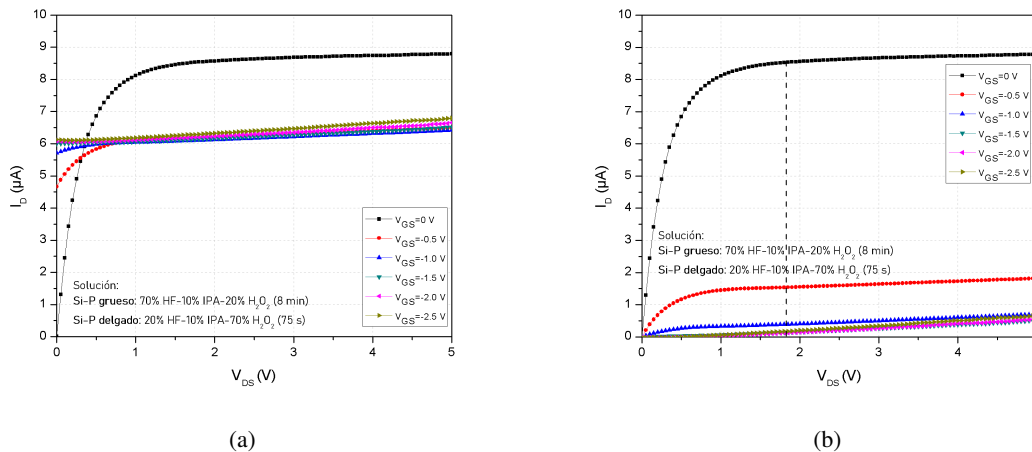 10
9
8
7
6
5
4
3
2
1
0
I_D (µA)
V_GS=0 V
V_GS=-0.5 V
V_GS=-1.0 V
V_GS=-1.5 V
V_GS=-2.0 V
V_GS=-2.5 V
Solución:
Si-P grueso: 70% HF-10% IPA-20% H₂O₂ (8 min)
Si-P delgado: 20% HF-10% IPA-70% H₂O₂ (75 s)
0 1 2 3 4 5
V_DS (V)
(a)
10
9
8
7
6
5
4
3
2
1
0
I_D (µA)
V_GS=0 V
V_GS=-0.5 V
V_GS=-1.0 V
V_GS=-1.5 V
V_GS=-2.0 V
V_GS=-2.5 V
Solución:
Si-P grueso: 70% HF-10% IPA-20% H₂O₂ (8 min)
Si-P delgado: 20% HF-10% IPA-70% H₂O₂ (75 s)
0 1 2 3 4
V_DS (V)
(b)